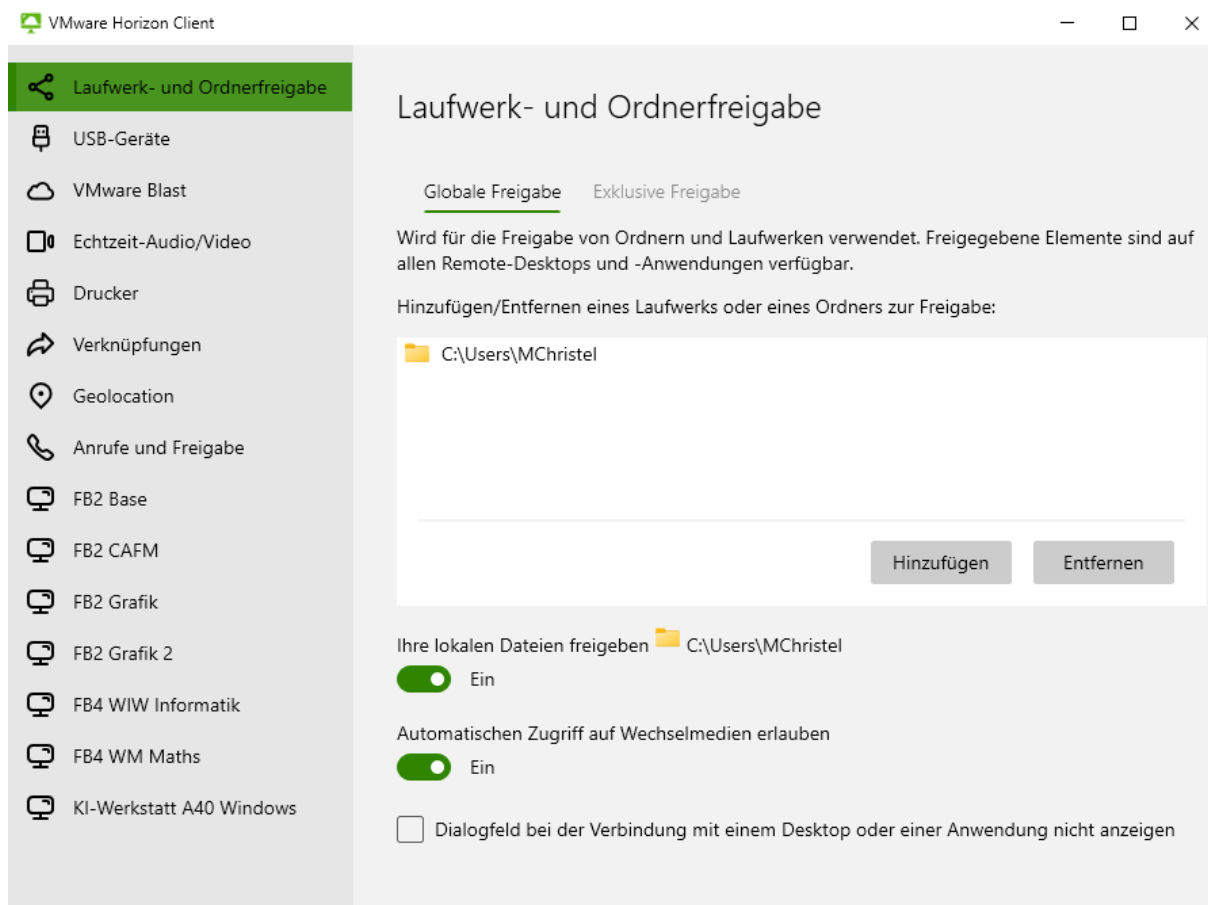 VMware Horizon Client
Laufwerk- und Ordnerfreigabe
USB-Geräte
VMware Blast
Echtzeit-Audio/Video
Drucker
Verknüpfungen
Geolocation
Anrufe und Freigabe
FB2 Base
FB2 CAFM
FB2 Grafik
FB2 Grafik 2
FB4 WIW Informatik
FB4 WM Maths
KI-Werkstatt A40 Windows
Laufwerk- und Ordnerfreigabe
Globale Freigabe Exklusive Freigabe
Wird für die Freigabe von Ordnern und Laufwerken verwendet. Freigegebene Elemente sind auf
allen Remote-Desktops und -Anwendungen verfügbar.
Hinzufügen/Entfernen eines Laufwerks oder eines Ordners zur Freigabe:
C:\Users\MChristel
Hinzufügen Entfernen
Ihre lokalen Dateien freigeben C:\Users\MChristel
Ein
Automatischen Zugriff auf Wechselmedien erlauben
Ein
Dialogfeld bei der Verbindung mit einem Desktop oder einer Anwendung nicht anzeigen